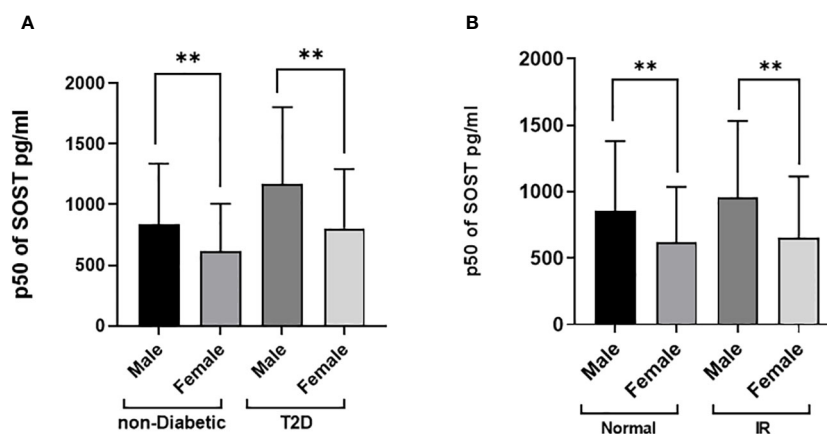 A
p50 of SOST pg/ml
2000
1500
1000
500
0
**
**
Male
Female
Male
Female
non-Diabetic
T2D
B
p50 of SOST pg/ml
2000
1500
1000
500
0
**
**
Male
Female
Male
Female
Normal
IR